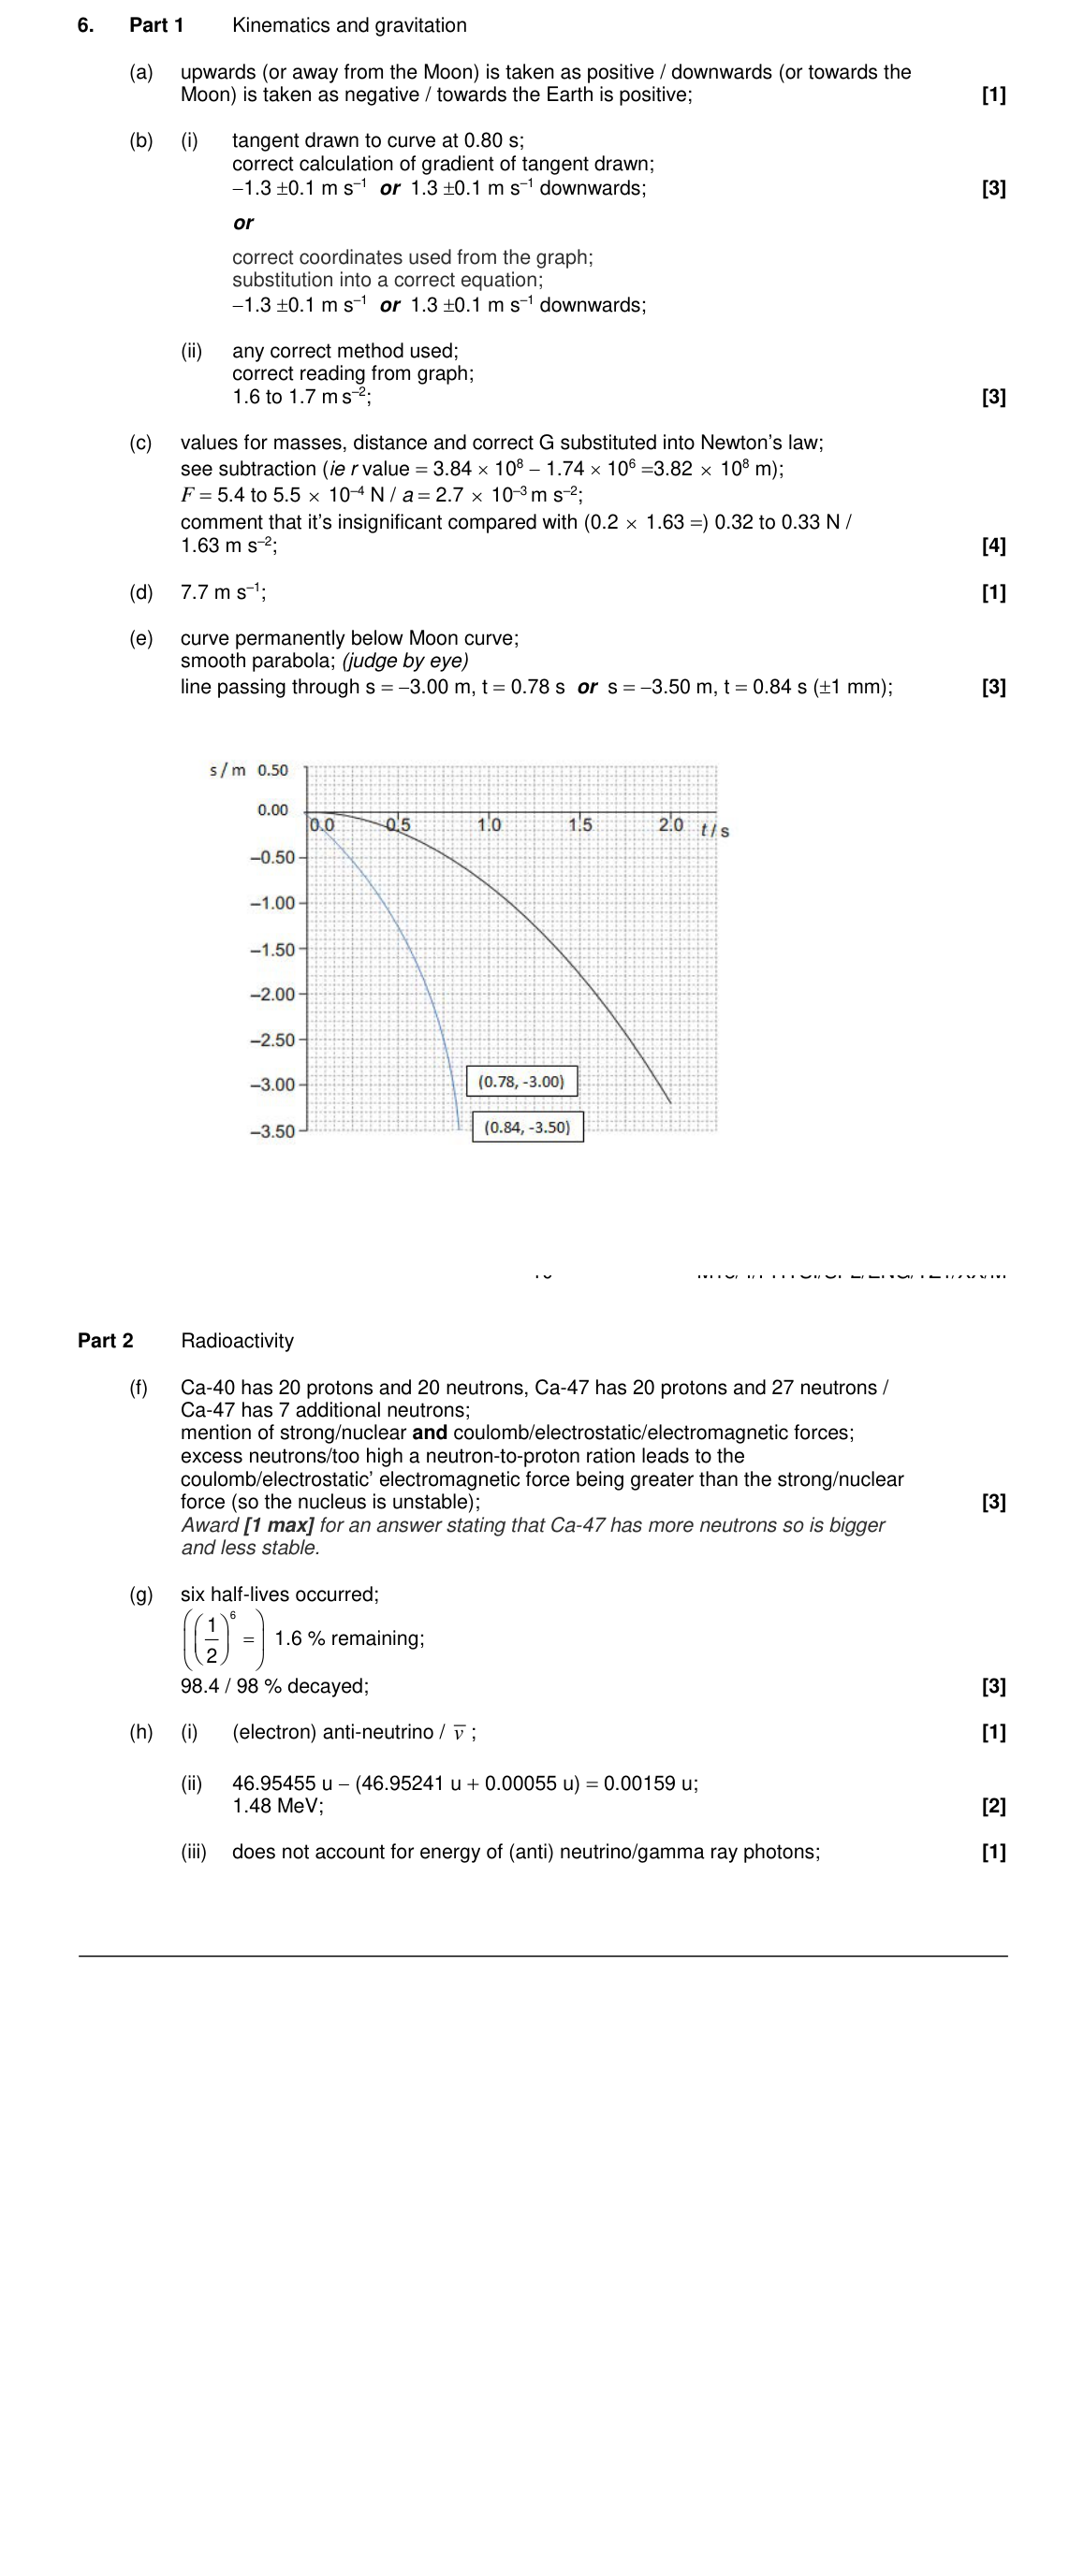 6. Part 1 Kinematics and gravitation
(a) upwards (or away from the Moon) is taken as positive / downwards (or towards the
Moon) is taken as negative / towards the Earth is positive; [1]
(b) (i) tangent drawn to curve at 0.80 s;
correct calculation of gradient of tangent drawn;
−1.3 ±0.1 m s⁻¹ or 1.3 ±0.1 m s⁻¹ downwards; [3]
or
correct coordinates used from the graph;
substitution into a correct equation;
−1.3 ±0.1 m s⁻¹ or 1.3 ±0.1 m s⁻¹ downwards;
(ii) any correct method used;
correct reading from graph;
1.6 to 1.7 m s⁻²; [3]
(c) values for masses, distance and correct G substituted into Newton's law;
see subtraction (ie r value = 3.84 × 10⁸ − 1.74 × 10⁶ =3.82 × 10⁸ m);
F = 5.4 to 5.5 × 10⁻⁴ N / a = 2.7 × 10⁻³ m s⁻²;
comment that it's insignificant compared with (0.2 × 1.63 =) 0.32 to 0.33 N /
1.63 m s⁻²; [4]
(d) 7.7 m s⁻¹; [1]
(e) curve permanently below Moon curve;
smooth parabola; (judge by eye)
line passing through s = −3.00 m, t = 0.78 s or s = −3.50 m, t = 0.84 s (±1 mm); [3]
s / m 0.50
0.00
0.0 0.5 1.0 1.5 2.0 t / s
−0.50
−1.00
−1.50
−2.00
−2.50
−3.00 (0.78, -3.00)
−3.50 (0.84, -3.50)
Part 2 Radioactivity
(f) Ca-40 has 20 protons and 20 neutrons, Ca-47 has 20 protons and 27 neutrons /
Ca-47 has 7 additional neutrons;
mention of strong/nuclear and coulomb/electrostatic/electromagnetic forces;
excess neutrons/too high a neutron-to-proton ration leads to the
coulomb/electrostatic' electromagnetic force being greater than the strong/nuclear
force (so the nucleus is unstable); [3]
Award [1 max] for an answer stating that Ca-47 has more neutrons so is bigger
and less stable.
(g) six half-lives occurred;
((1/2)⁶ =) 1.6 % remaining;
98.4 / 98 % decayed; [3]
(h) (i) (electron) anti-neutrino / v̅ ; [1]
(ii) 46.95455 u − (46.95241 u + 0.00055 u) = 0.00159 u;
1.48 MeV; [2]
(iii) does not account for energy of (anti) neutrino/gamma ray photons; [1]